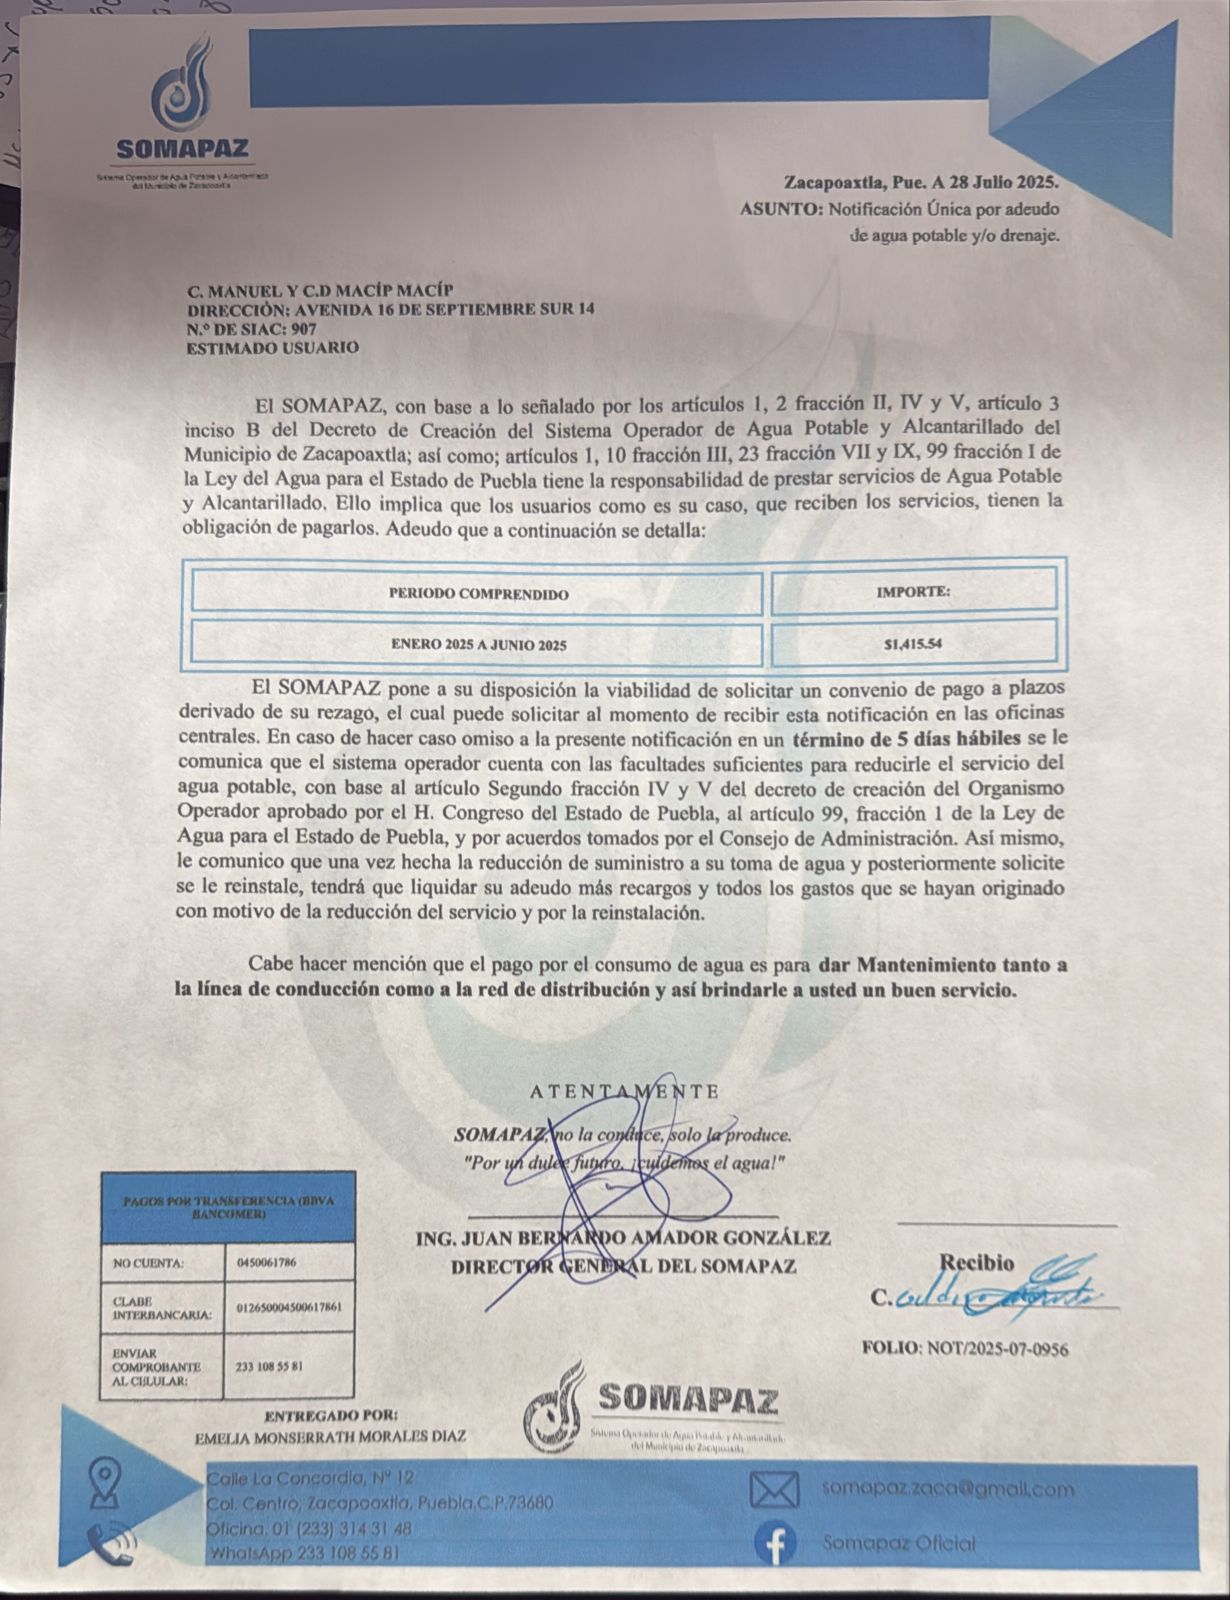 SOMAPAZ
Sistema Operador de Agua Potable y Alcantarillado
del Municipio de Zacapoaxtla
Zacapoaxtla, Pue. A 28 Julio 2025.
ASUNTO: Notificación Única por adeudo
de agua potable y/o drenaje.
C. MANUEL Y C.D MACÍP MACÍP
DIRECCIÓN: AVENIDA 16 DE SEPTIEMBRE SUR 14
N.º DE SIAC: 907
ESTIMADO USUARIO
El SOMAPAZ, con base a lo señalado por los artículos 1, 2 fracción II, IV y V, artículo 3
inciso B del Decreto de Creación del Sistema Operador de Agua Potable y Alcantarillado del
Municipio de Zacapoaxtla; así como; artículos 1, 10 fracción III, 23 fracción VII y IX, 99 fracción I de
la Ley del Agua para el Estado de Puebla tiene la responsabilidad de prestar servicios de Agua Potable
y Alcantarillado. Ello implica que los usuarios como es su caso, que reciben los servicios, tienen la
obligación de pagarlos. Adeudo que a continuación se detalla:
PERIODO COMPRENDIDO IMPORTE:
ENERO 2025 A JUNIO 2025 $1,415.54
El SOMAPAZ pone a su disposición la viabilidad de solicitar un convenio de pago a plazos
derivado de su rezago, el cual puede solicitar al momento de recibir esta notificación en las oficinas
centrales. En caso de hacer caso omiso a la presente notificación en un término de 5 días hábiles se le
comunica que el sistema operador cuenta con las facultades suficientes para reducirle el servicio del
agua potable, con base al artículo Segundo fracción IV y V del decreto de creación del Organismo
Operador aprobado por el H. Congreso del Estado de Puebla, al artículo 99, fracción 1 de la Ley de
Agua para el Estado de Puebla, y por acuerdos tomados por el Consejo de Administración. Así mismo,
le comunico que una vez hecha la reducción de suministro a su toma de agua y posteriormente solicite
se le reinstale, tendrá que liquidar su adeudo más recargos y todos los gastos que se hayan originado
con motivo de la reducción del servicio y por la reinstalación.
Cabe hacer mención que el pago por el consumo de agua es para dar Mantenimiento tanto a
la línea de conducción como a la red de distribución y así brindarle a usted un buen servicio.
ATENTAMENTE
SOMAPAZ, no la conduce, solo la produce.
"Por un dulce futuro, ¡cuidemos el agua!"
ING. JUAN BERNARDO AMADOR GONZÁLEZ
DIRECTOR GENERAL DEL SOMAPAZ
Recibio
C.
FOLIO: NOT/2025-07-0956
PAGOS POR TRANSFERENCIA (BBVA
BANCOMER)
NO CUENTA: 0450061786
CLABE
INTERBANCARIA: 012650004500617861
ENVIAR
COMPROBANTE
AL CELULAR: 233 108 55 81
ENTREGADO POR:
EMELIA MONSERRATH MORALES DIAZ
SOMAPAZ
Sistema Operador de Agua Potable y Alcantarillado
del Municipio de Zacapoaxtla
Calle La Concordia, Nº 12
Col. Centro, Zacapoaxtla, Puebla,C.P.73680
Oficina. 01 (233) 314 31 48
WhatsApp 233 108 55 81
somapaz.zaca@gmail.com
Somapaz Oficial